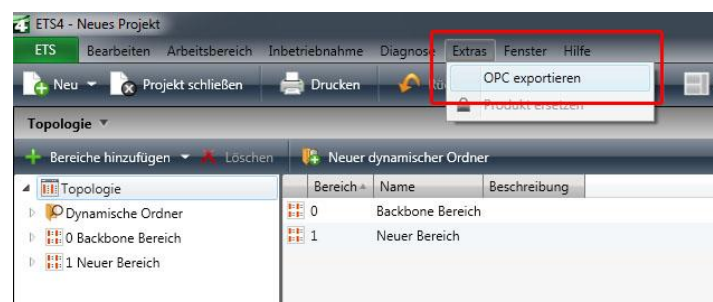 ETS4 - Neues Projekt
ETS Bearbeiten Arbeitsbereich Inbetriebnahme Diagnose Extras Fenster Hilfe
Neu Projekt schließen Drucken
OPC exportieren
Produkt ersetzen
Topologie
Bereiche hinzufügen Löschen Neuer dynamischer Ordner
Topologie
Dynamische Ordner
0 Backbone Bereich
1 Neuer Bereich
Bereich Name Beschreibung
0 Backbone Bereich
1 Neuer Bereich